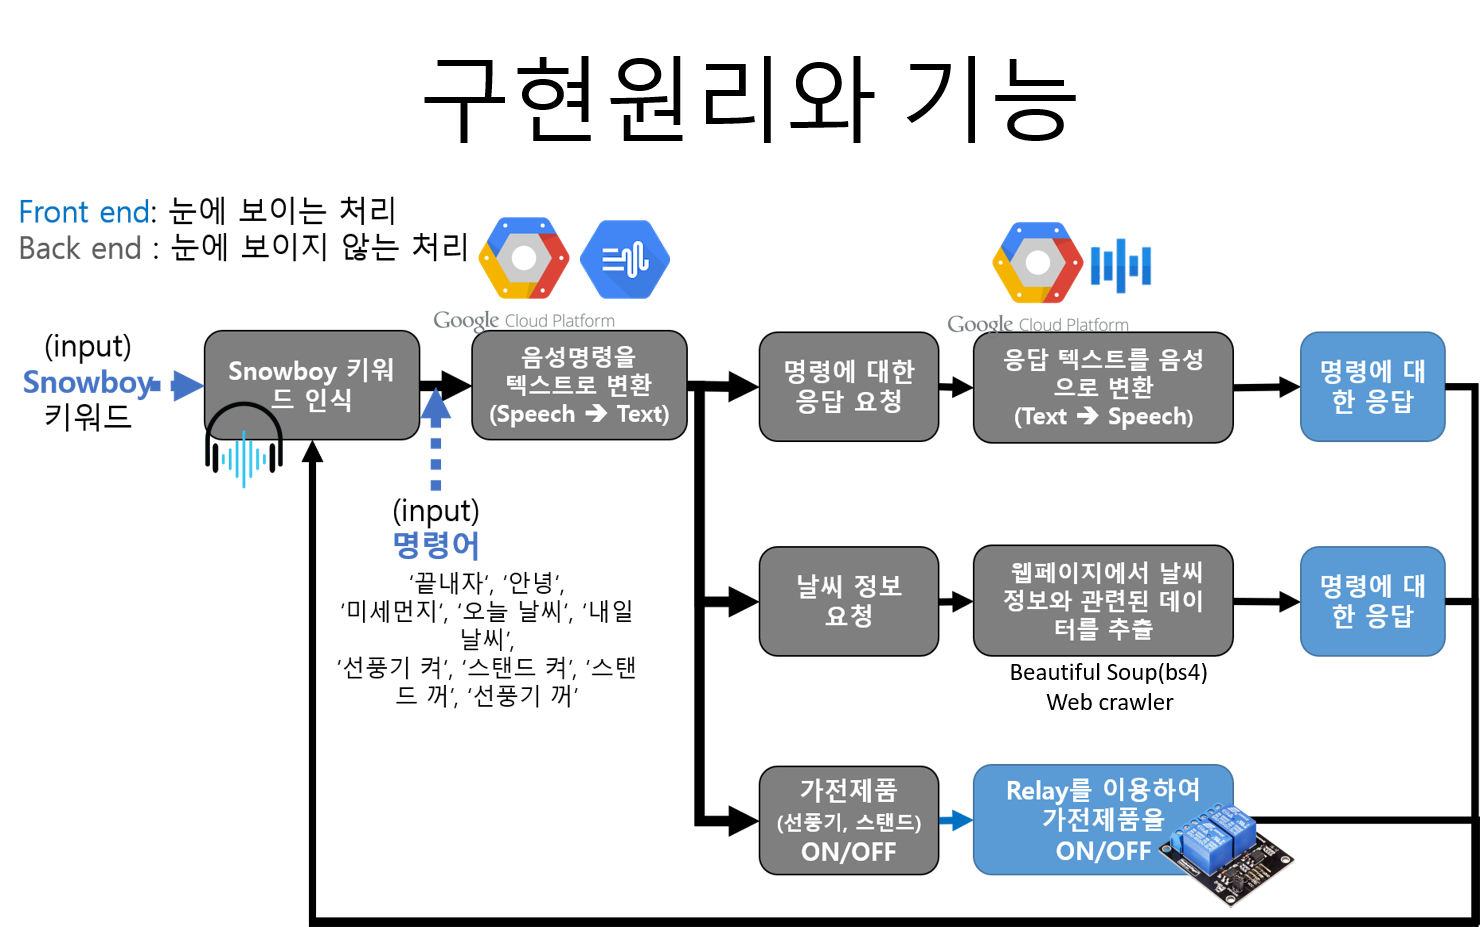 구현원리와 기능
Front end: 눈에 보이는 처리
Back end : 눈에 보이지 않는 처리
Google Cloud Platform
Google Cloud Platform
(input)
Snowboy
키워드
Snowboy 키워
드 인식
음성명령을
텍스트로 변환
(Speech ➔ Text)
명령에 대한
응답 요청
응답 텍스트를 음성
으로 변환
(Text ➔ Speech)
명령에 대
한 응답
(input)
명령어
‘끝내자‘, ‘안녕‘,
‘미세먼지‘, ‘오늘 날씨‘, ‘내일
날씨‘,
‘선풍기 켜‘, ‘스탠드 켜‘, ‘스탠
드 꺼‘, ‘선풍기 꺼’
날씨 정보
요청
웹페이지에서 날씨
정보와 관련된 데이
터를 추출
명령에 대
한 응답
Beautiful Soup(bs4)
Web crawler
가전제품
(선풍기, 스탠드)
ON/OFF
Relay를 이용하여
가전제품을
ON/OFF